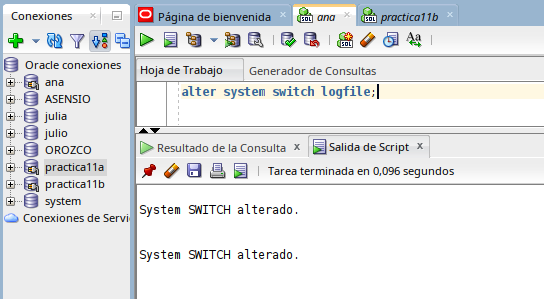 Conexiones
Oracle conexiones
ana
ASENSIO
julia
julio
OROZCO
practica11a
practica11b
system
Conexiones de Servi
Página de bienvenida
ana
practica11b
SQL
Aa
Hoja de Trabajo
Generador de Consultas
alter system switch logfile;
Resultado de la Consulta x
Salida de Script x
Tarea terminada en 0,096 segundos
System SWITCH alterado.
System SWITCH alterado.